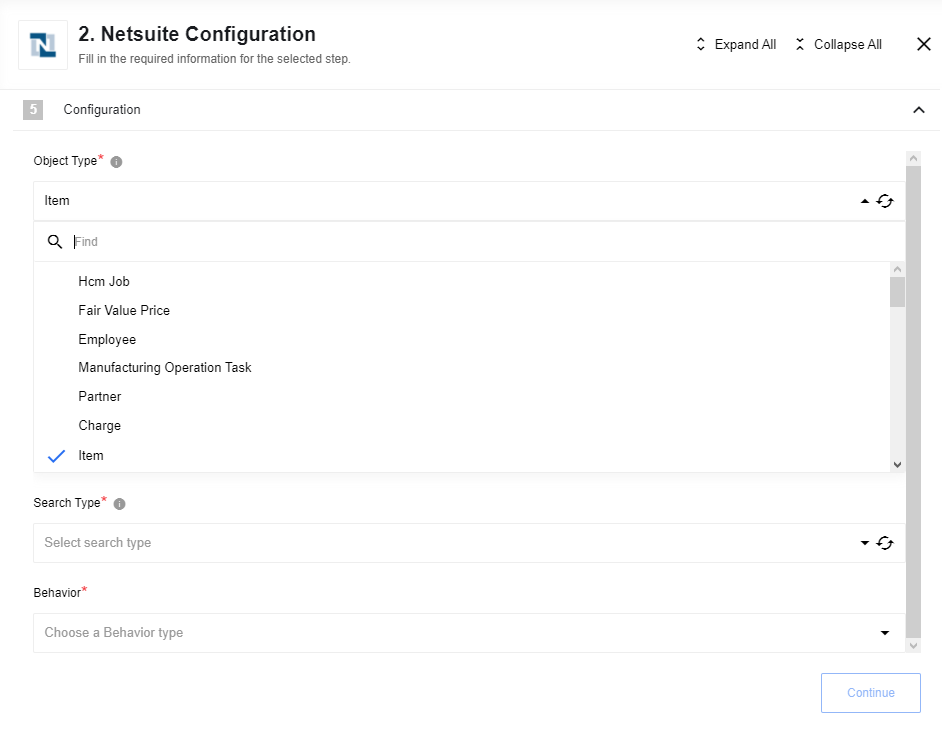 2. Netsuite Configuration
Fill in the required information for the selected step.
Expand All
Collapse All
5 Configuration
Object Type*
Item
Find
Hcm Job
Fair Value Price
Employee
Manufacturing Operation Task
Partner
Charge
Item
Search Type*
Select search type
Behavior*
Choose a Behavior type
Continue